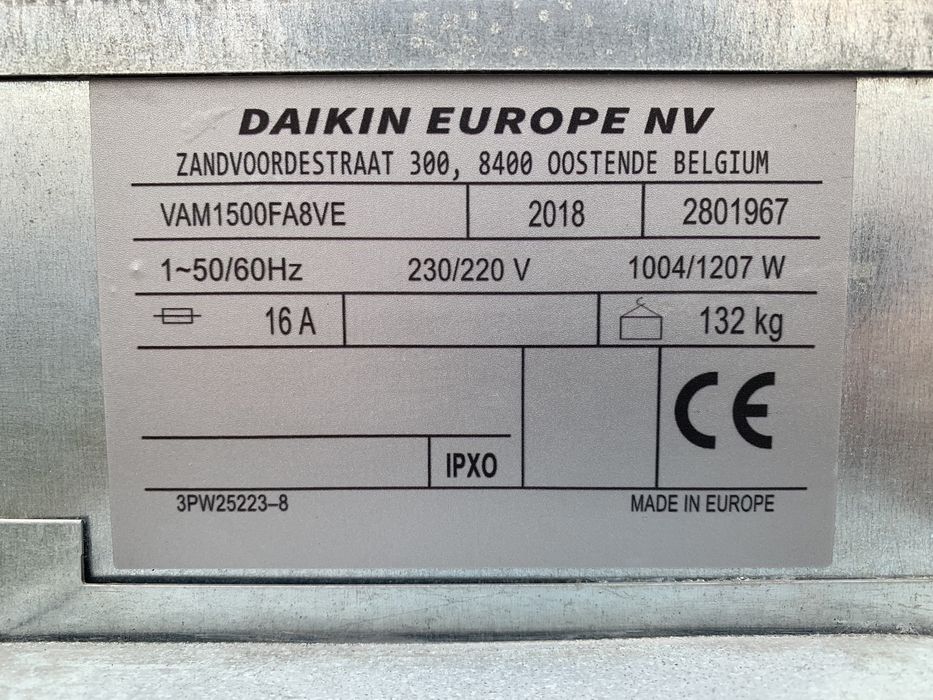 DAIKIN EUROPE NV
ZANDVOORDESTRAAT 300, 8400 OOSTENDE BELGIUM
VAM1500FA8VE 2018 2801967
1~50/60Hz 230/220 V 1004/1207 W
16 A 132 kg
CE
IPXO
3PW25223-8 MADE IN EUROPE